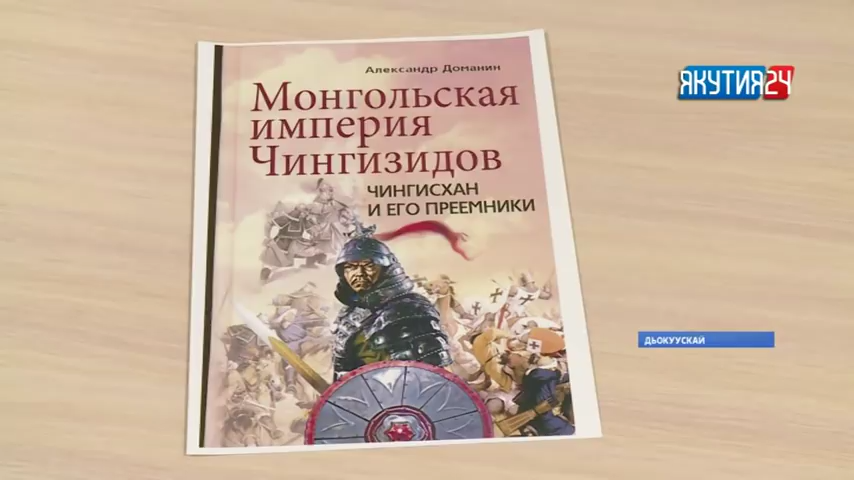 Александр Доманин
Монгольская
империя
Чингизидов
ЧИНГИСХАН
И ЕГО ПРЕЕМНИКИ
ЯКУТИЯ24
ДЬОКУУСКАЙ